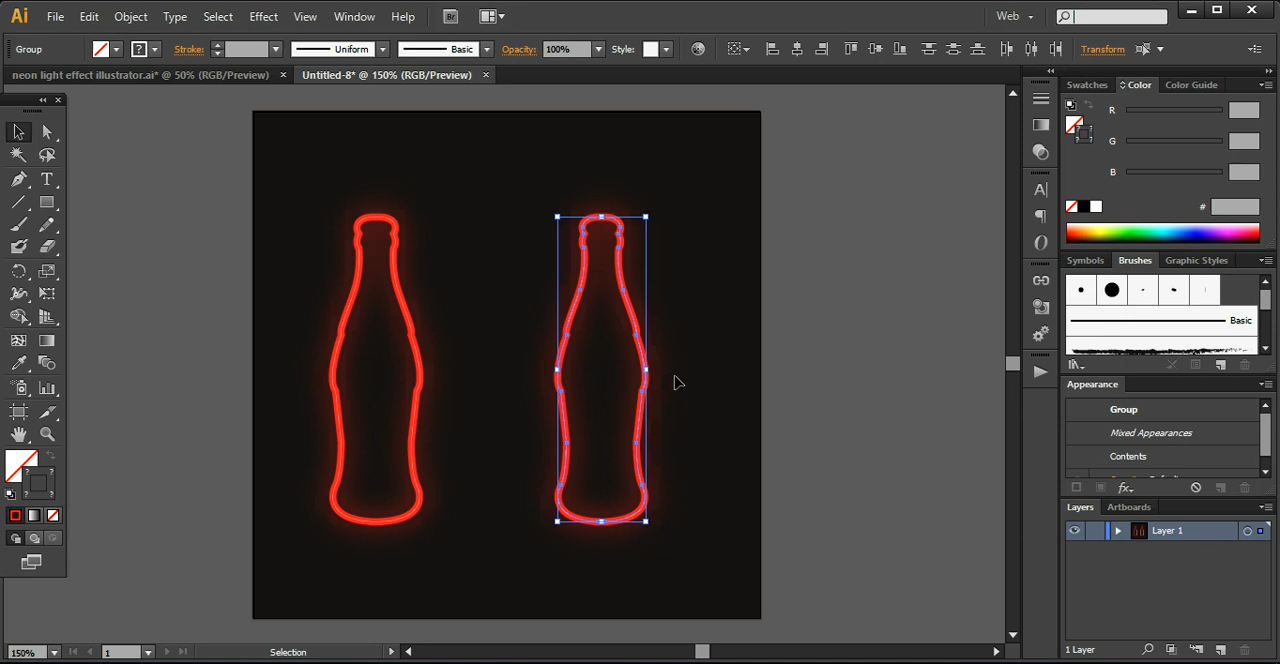 Ai File Edit Object Type Select Effect View Window Help Br Web
Group Stroke: Uniform Basic Opacity: 100% Style: Transform
neon light effect illustrator.ai* @ 50% (RGB/Preview) Untitled-8* @ 150% (RGB/Preview)
Swatches Color Color Guide
R
G
B
#
Symbols Brushes Graphic Styles
Basic
Appearance
Group
Mixed Appearances
Contents
fx
Layers Artboards
Layer 1
1 Layer
150% 1 Selection